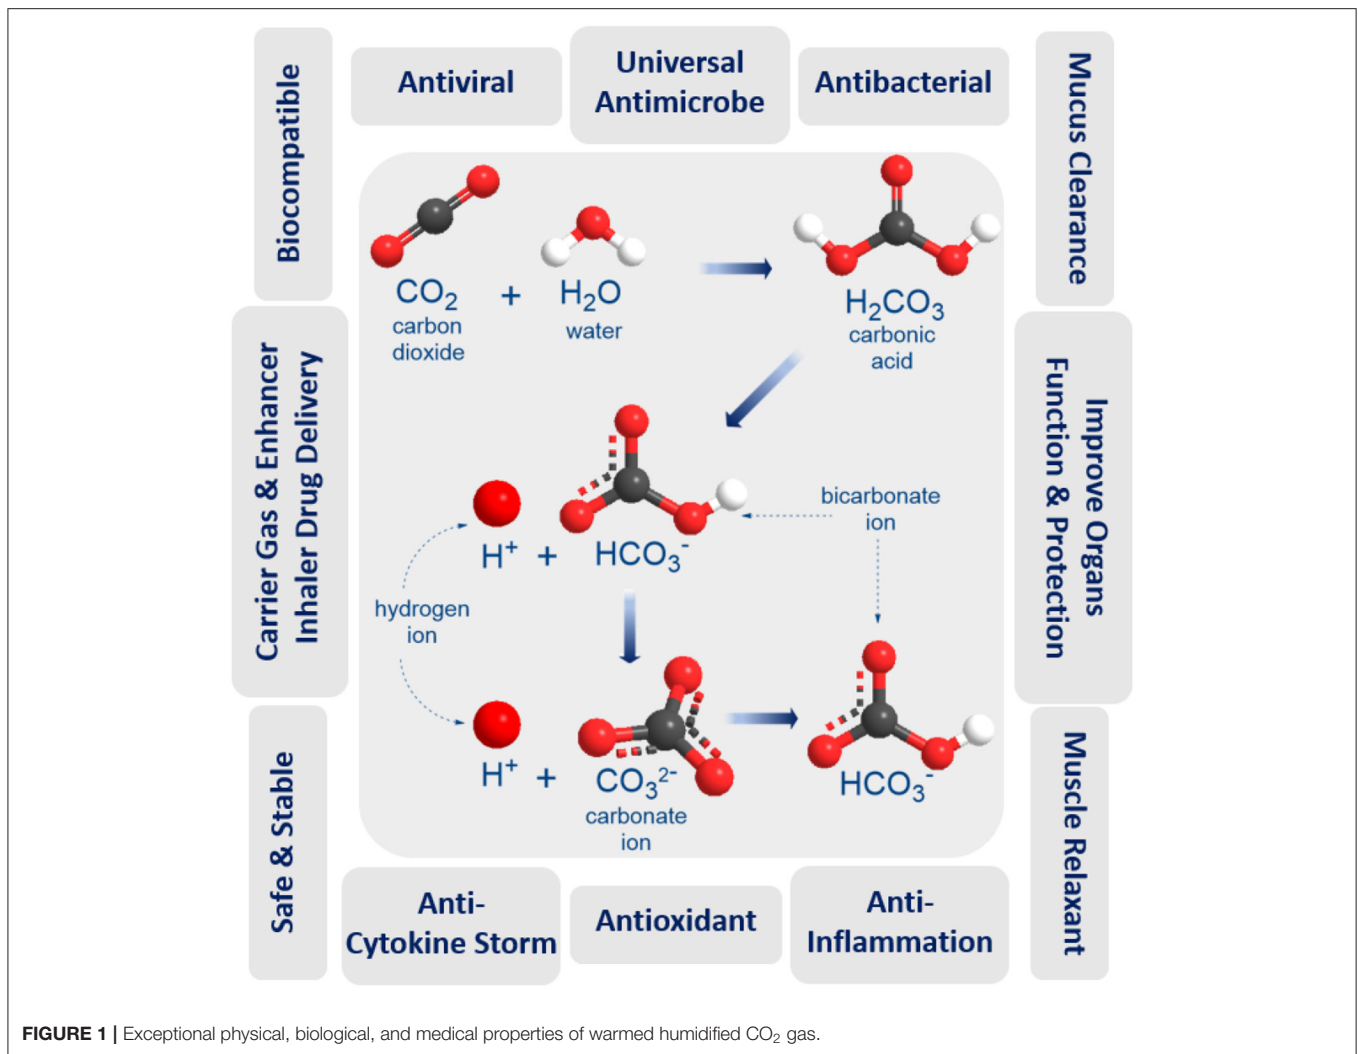 Biocompatible
Antiviral
Universal
Antimicrobe
Antibacterial
Mucus Clearance
CO₂
+
H₂O
H₂CO₃
carbon
dioxide
water
carbonic
acid
Carrier Gas & Enhancer
Inhaler Drug Delivery
Improve Organs
Function & Protection
bicarbonate
ion
H⁺ + HCO₃⁻
hydrogen
ion
H⁺ + CO₃²⁻
carbonate
ion
HCO₃⁻
Safe & Stable
Muscle Relaxant
Anti-
Cytokine Storm
Antioxidant
Anti-
Inflammation
FIGURE 1 | Exceptional physical, biological, and medical properties of warmed humidified CO₂ gas.